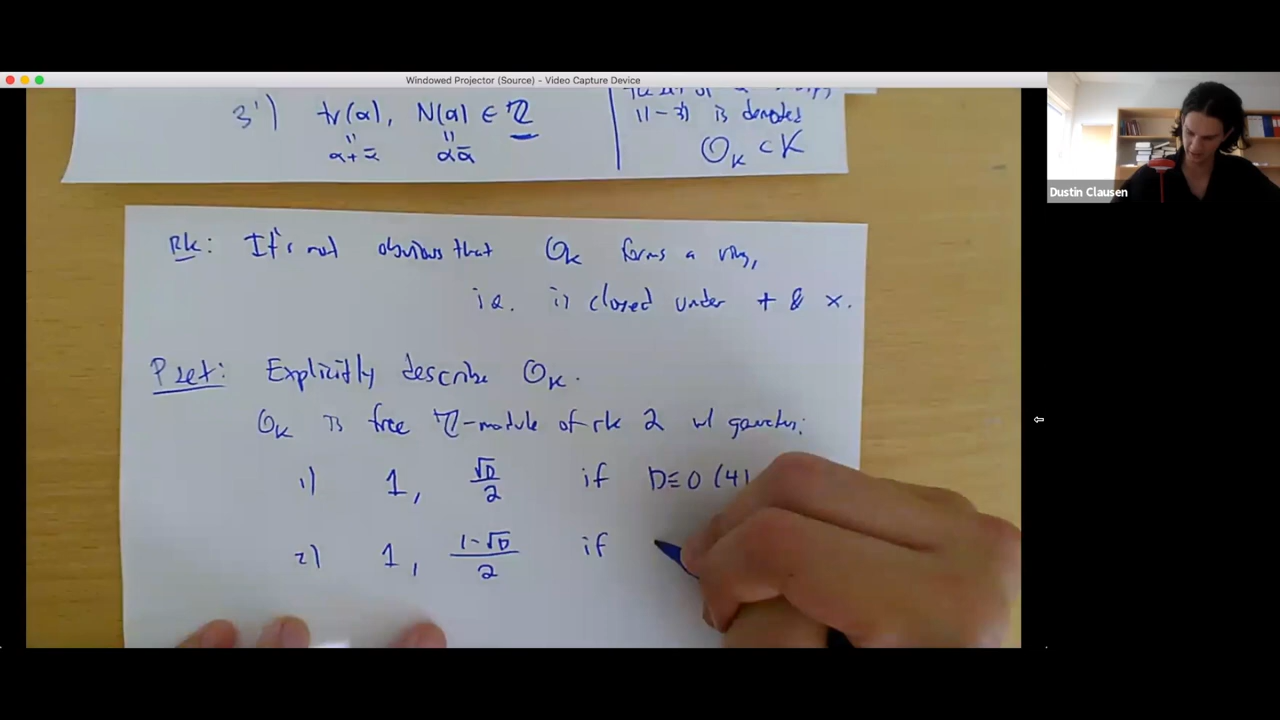 Windowed Projector (Source) - Video Capture Device
3') tr(α), N(α) ∈ ℤ
α+ᾱ αᾱ
1)-3) is denoted
O_K ⊂ K
Dustin Clausen
Rk: It's not obvious that O_K forms a ring,
i.e. is closed under + & ×.
Pset: Explicitly describe O_K.
O_K is free ℤ-module of rk 2 w/ generators:
1) 1, √D/2 if D≡0 (4)
2) 1, (1-√D)/2 if